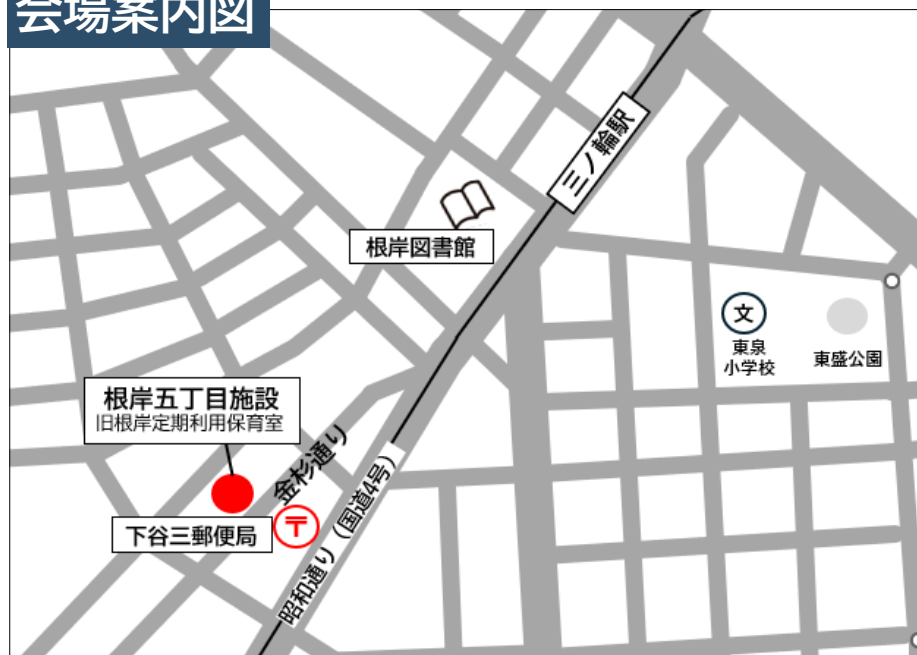 会場案内図
三ノ輪駅
根岸図書館
文
東泉
小学校
東盛公園
根岸五丁目施設
旧根岸定期利用保育室
金杉通り
〒
下谷三郵便局
昭和通り（国道4号）